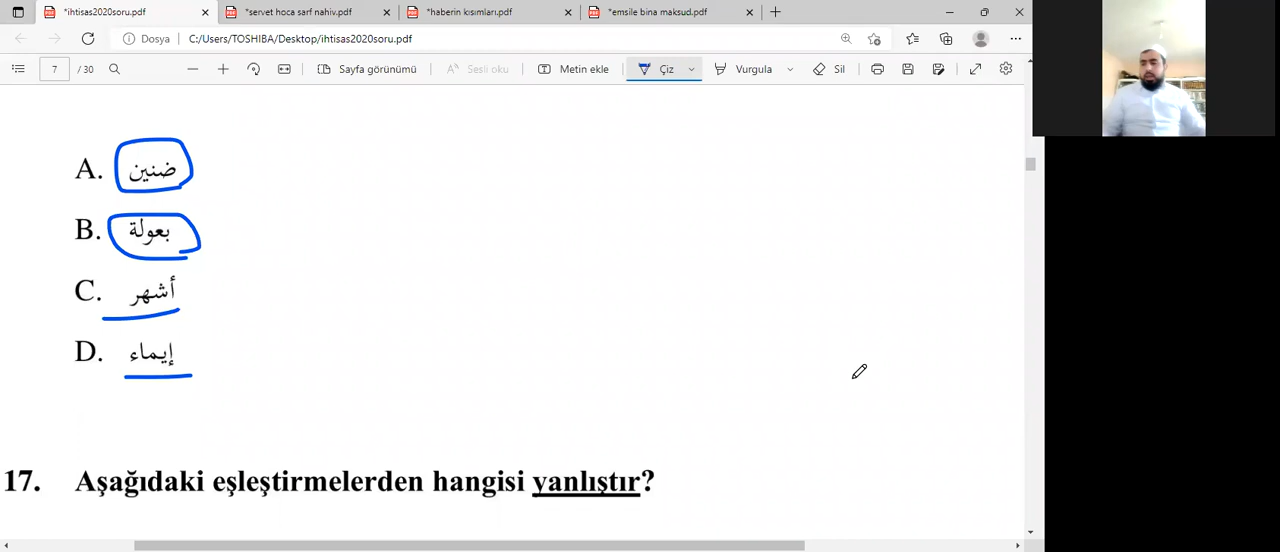 *ihtisas2020soru.pdf
*servet hoca sarf nahiv.pdf
*haberin kısımları.pdf
*emsile bina maksud.pdf
Dosya C:/Users/TOSHIBA/Desktop/ihtisas2020soru.pdf
7 / 30 Sayfa görünümü Sesli oku Metin ekle Çiz Vurgula Sil
A. ضنين
B. بعولة
C. أشهر
D. إيماء
17. Aşağıdaki eşleştirmelerden hangisi yanlıştır?